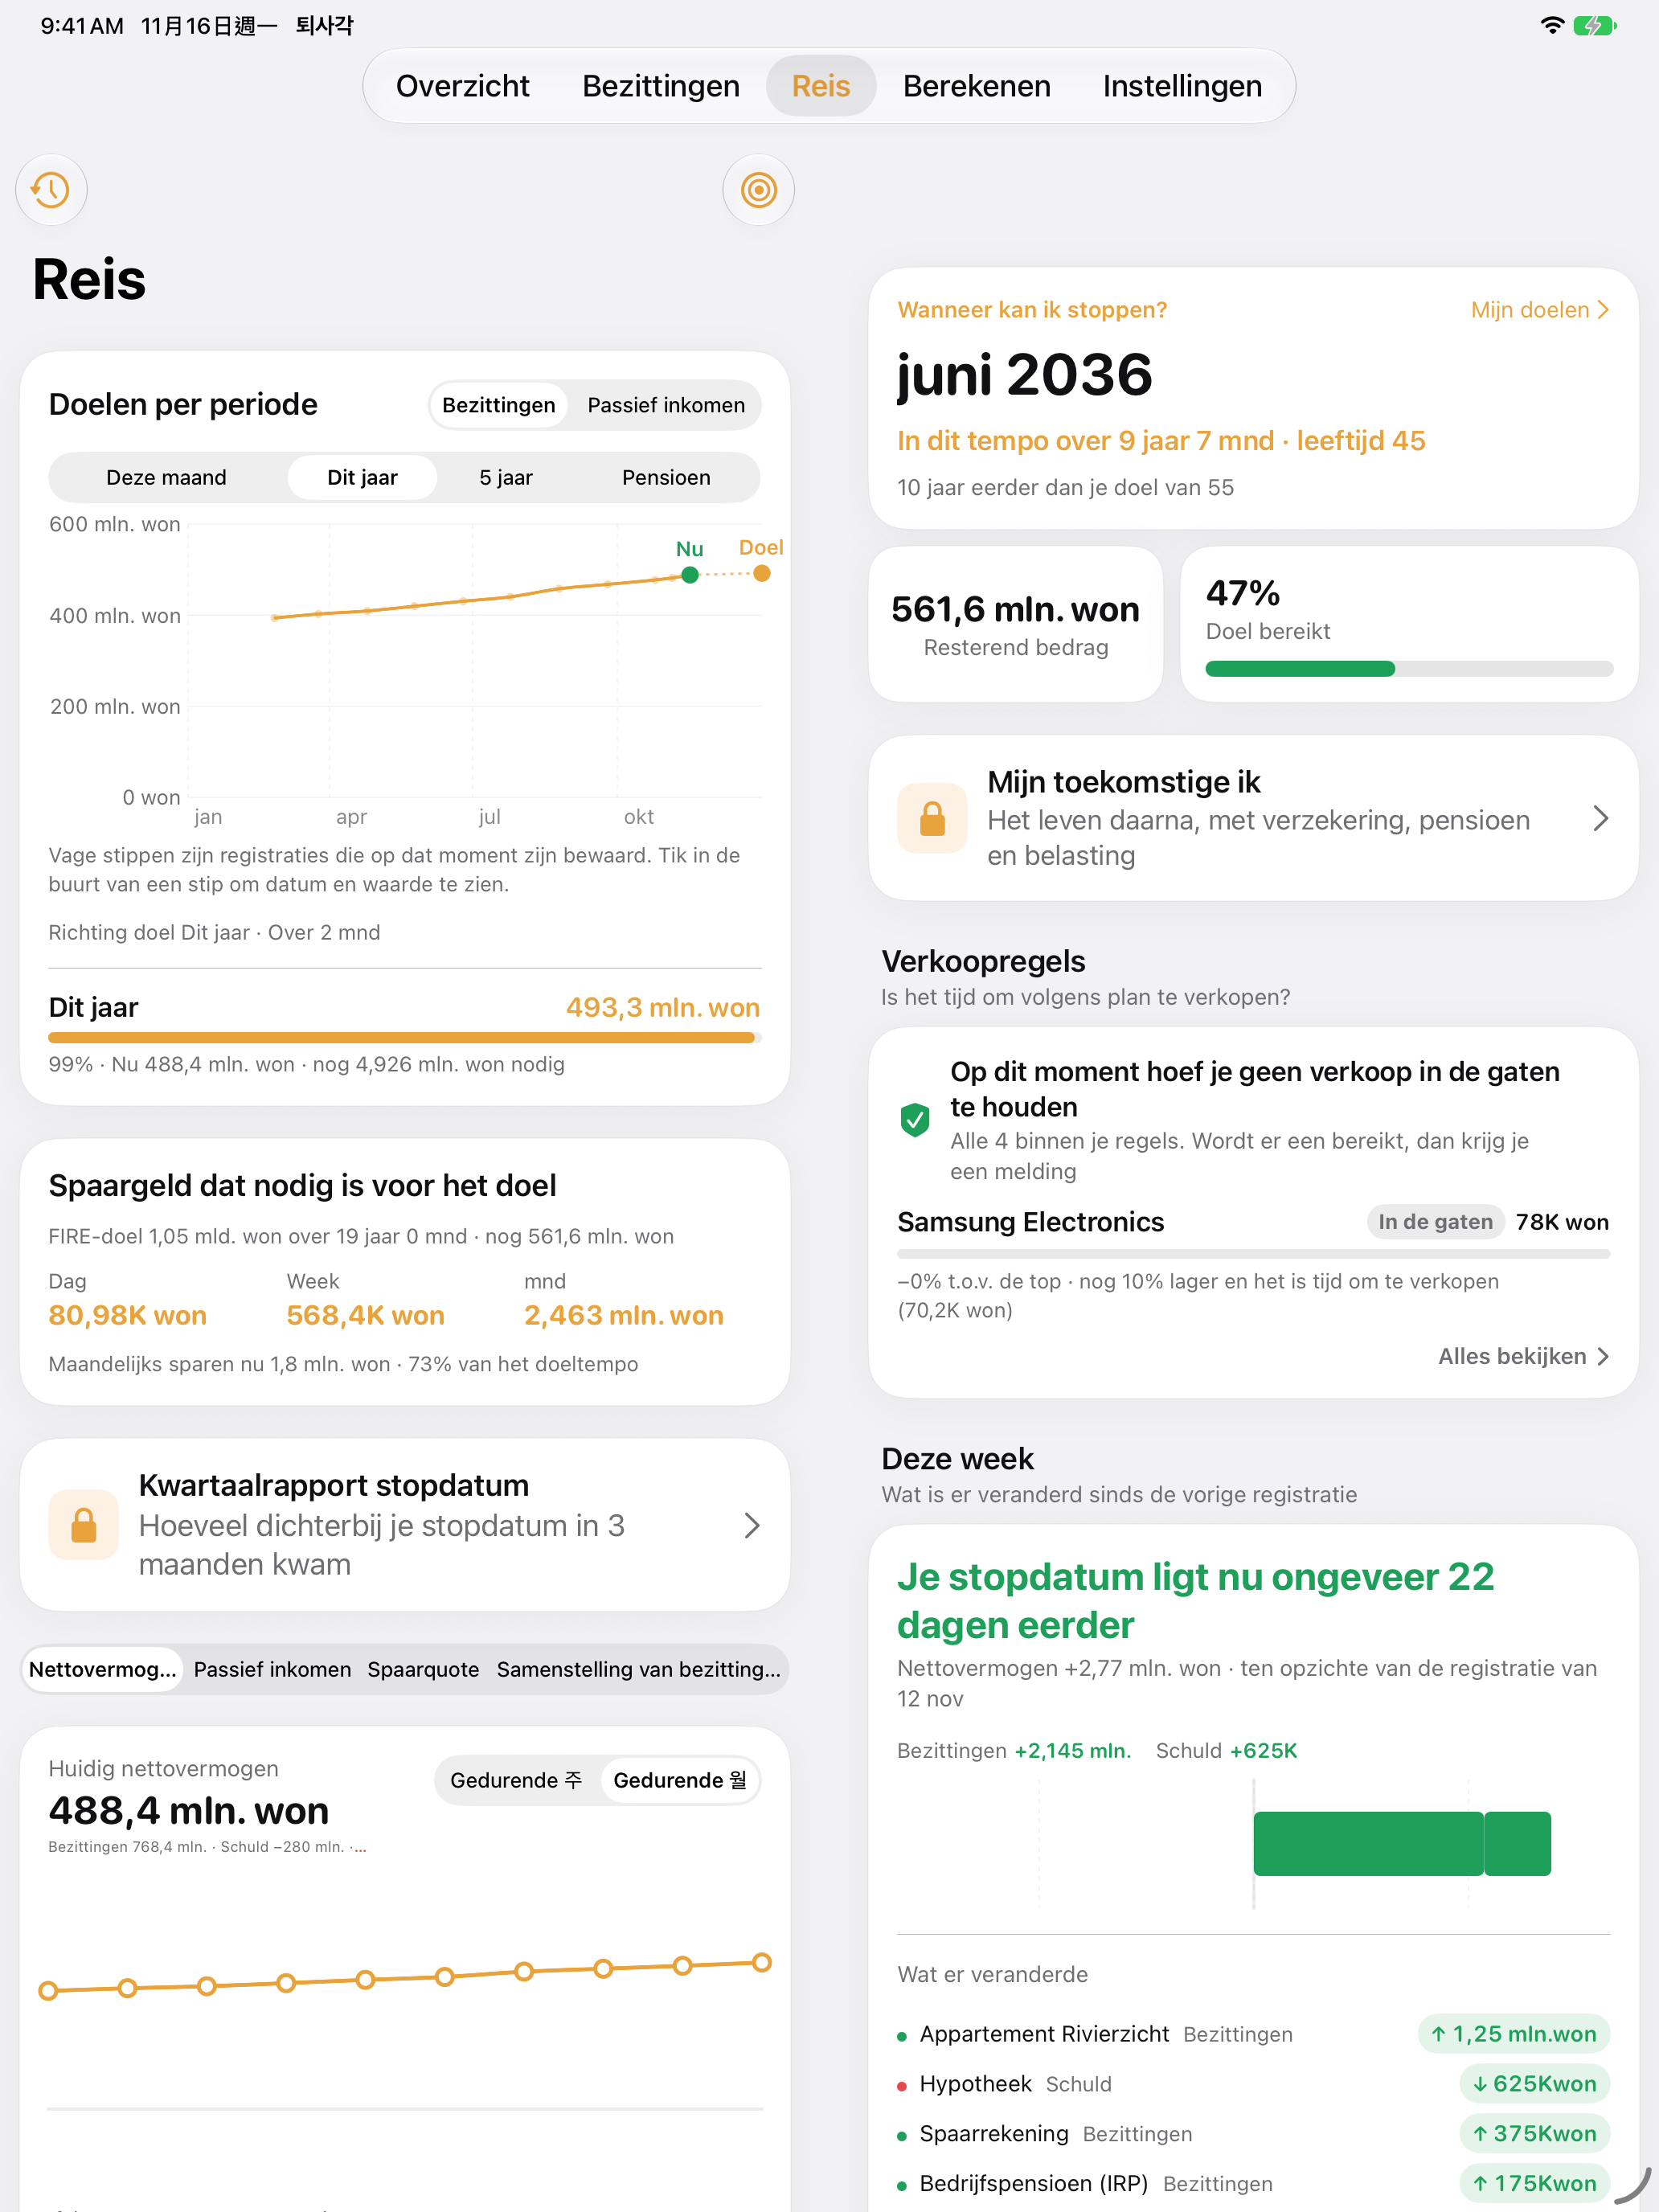 9:41 AM 11月16日週一 퇴사각
Overzicht Bezittingen Reis Berekenen Instellingen
Reis
Doelen per periode
Bezittingen Passief inkomen
Deze maand Dit jaar 5 jaar Pensioen
600 mln. won
400 mln. won
200 mln. won
0 won
Nu Doel
jan apr jul okt
Vage stippen zijn registraties die op dat moment zijn bewaard. Tik in de
buurt van een stip om datum en waarde te zien.
Richting doel Dit jaar · Over 2 mnd
Dit jaar 493,3 mln. won
99% · Nu 488,4 mln. won · nog 4,926 mln. won nodig
Spaargeld dat nodig is voor het doel
FIRE-doel 1,05 mld. won over 19 jaar 0 mnd · nog 561,6 mln. won
Dag Week mnd
80,98K won 568,4K won 2,463 mln. won
Maandelijks sparen nu 1,8 mln. won · 73% van het doeltempo
Kwartaalrapport stopdatum
Hoeveel dichterbij je stopdatum in 3
maanden kwam
Nettovermog... Passief inkomen Spaarquote Samenstelling van bezitting...
Huidig nettovermogen
488,4 mln. won
Bezittingen 768,4 mln. · Schuld −280 mln. ·...
Gedurende 주 Gedurende 월
Wanneer kan ik stoppen? Mijn doelen
juni 2036
In dit tempo over 9 jaar 7 mnd · leeftijd 45
10 jaar eerder dan je doel van 55
561,6 mln. won
Resterend bedrag
47%
Doel bereikt
Mijn toekomstige ik
Het leven daarna, met verzekering, pensioen
en belasting
Verkoopregels
Is het tijd om volgens plan te verkopen?
Op dit moment hoef je geen verkoop in de gaten
te houden
Alle 4 binnen je regels. Wordt er een bereikt, dan krijg je
een melding
Samsung Electronics In de gaten 78K won
−0% t.o.v. de top · nog 10% lager en het is tijd om te verkopen
(70,2K won)
Alles bekijken
Deze week
Wat is er veranderd sinds de vorige registratie
Je stopdatum ligt nu ongeveer 22
dagen eerder
Nettovermogen +2,77 mln. won · ten opzichte van de registratie van
12 nov
Bezittingen +2,145 mln. Schuld +625K
Wat er veranderde
Appartement Rivierzicht Bezittingen ↑ 1,25 mln.won
Hypotheek Schuld ↓ 625Kwon
Spaarrekening Bezittingen ↑ 375Kwon
Bedrijfspensioen (IRP) Bezittingen ↑ 175Kwon